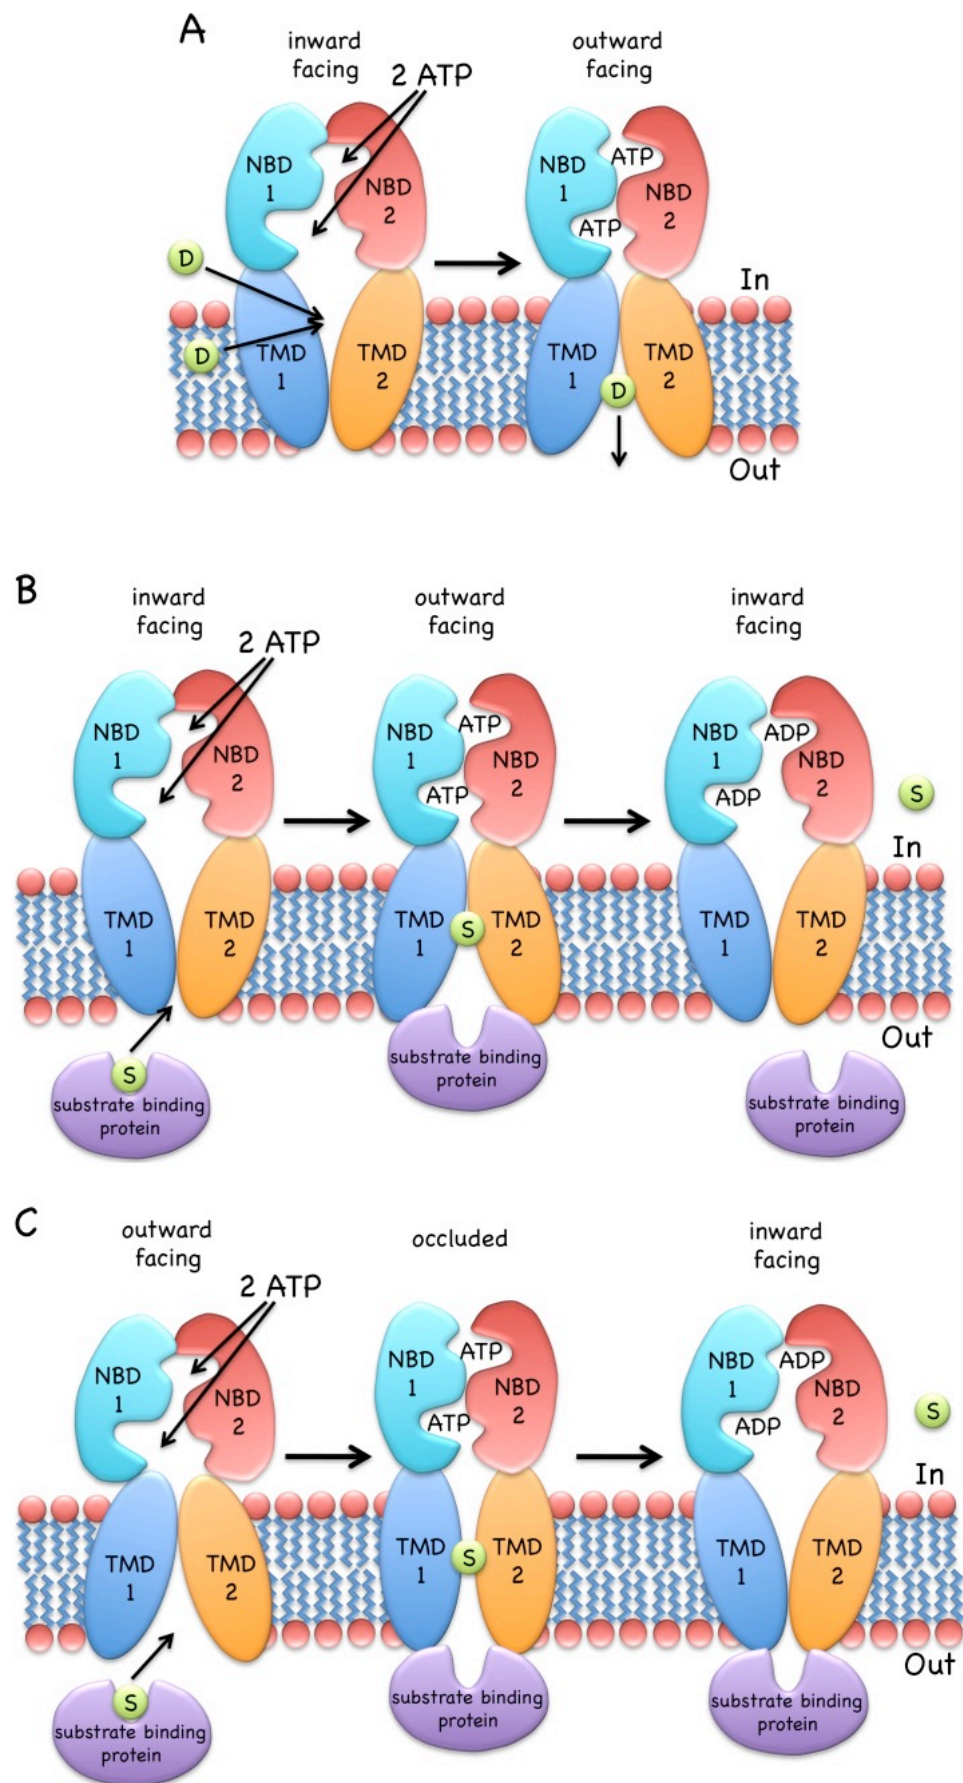 A
inward
facing
2 ATP
outward
facing
NBD
1
NBD
2
NBD
1
ATP
ATP
NBD
2
D
D
TMD
1
TMD
2
TMD
1
D
TMD
2
In
Out
B
inward
facing
2 ATP
outward
facing
inward
facing
NBD
1
NBD
2
NBD
1
ATP
ATP
NBD
2
NBD
1
ADP
ADP
NBD
2
S
In
TMD
1
TMD
2
TMD
1
S
TMD
2
TMD
1
TMD
2
Out
S
substrate binding
protein
substrate binding
protein
substrate binding
protein
C
outward
facing
2 ATP
occluded
inward
facing
NBD
1
NBD
2
NBD
1
ATP
ATP
NBD
2
NBD
1
ADP
ADP
NBD
2
S
In
TMD
1
TMD
2
TMD
1
S
TMD
2
TMD
1
TMD
2
Out
S
substrate binding
protein
substrate binding
protein
substrate binding
protein